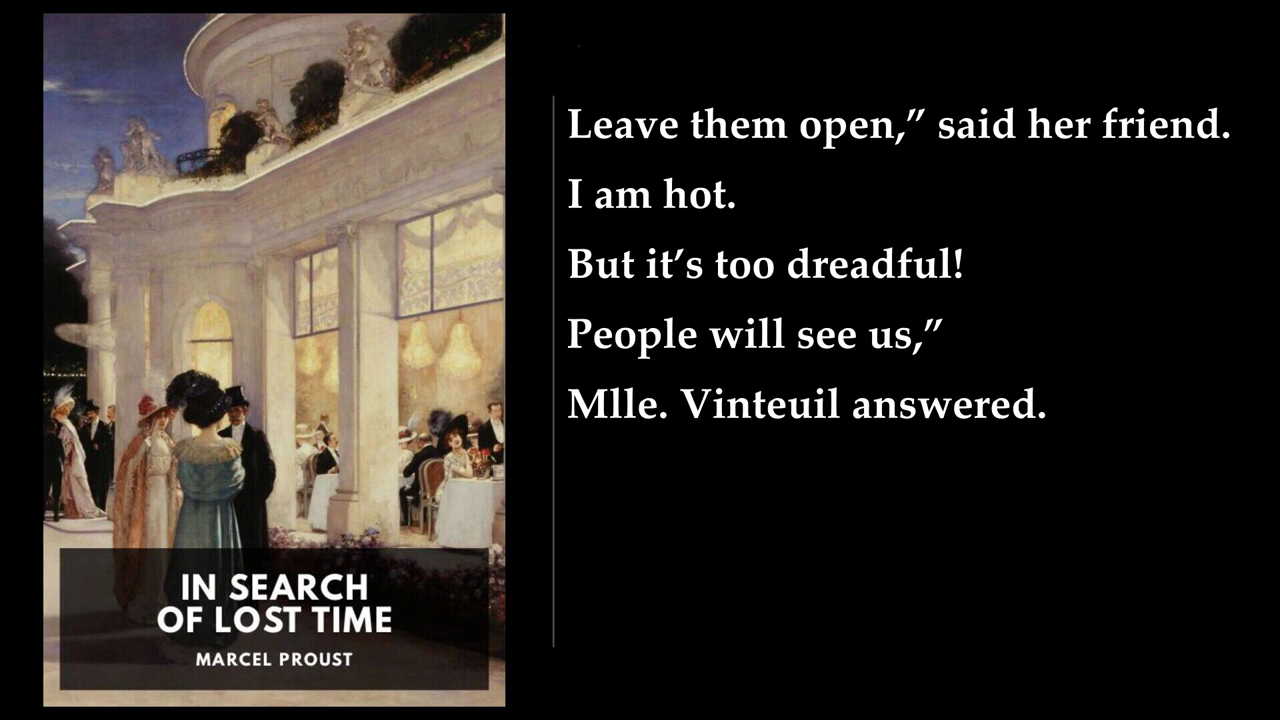 Leave them open,” said her friend.
I am hot.
But it’s too dreadful!
People will see us,”
Mlle. Vinteuil answered.
IN SEARCH
OF LOST TIME
MARCEL PROUST